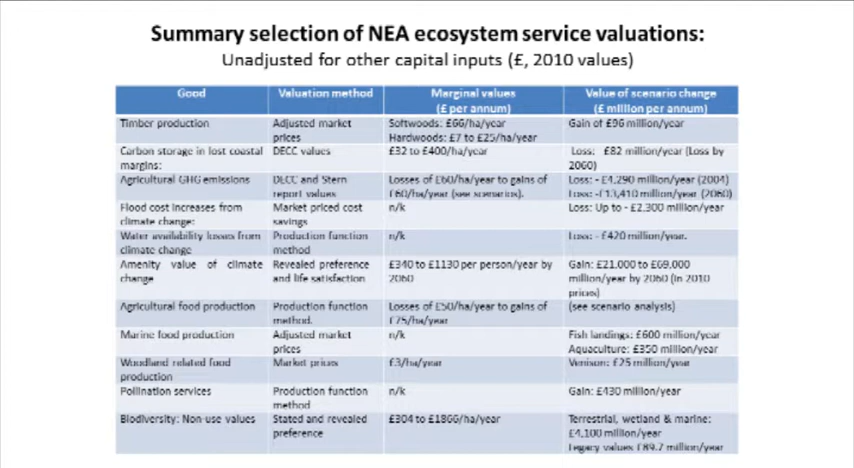 Summary selection of NEA ecosystem service valuations:
Unadjusted for other capital inputs (£, 2010 values)
Good Valuation method Marginal values Value of scenario change
(£ per annum) (£ million per annum)
Timber production Adjusted market Softwoods: £66/ha/year Gain of £96 million/year
prices Hardwoods: £7 to £25/ha/year
Carbon storage in lost coastal DECC values £32 to £400/ha/year Loss: £82 million/year (Loss by
margins: 2060)
Agricultural GHG emissions DECC and Stern Losses of £60/ha/year to gains of Loss: - £4,290 million/year (2004)
report values £60/ha/year (see scenarios). Loss: -£13,410 million/year (2060)
Flood cost increases from Market priced cost n/k Loss: Up to - £2,300 million/year
climate change: savings
Water availability losses from Production function n/k Loss: - £420 million/year.
climate change method
Amenity value of climate Revealed preference £340 to £1130 per person/year by Gain: £21,000 to £69,000
change and life satisfaction 2060 million/year by 2060 (in 2010
prices)
Agricultural food production Production function Losses of £50/ha/year to gains of (see scenario analysis)
method. £75/ha/year
Marine food production Adjusted market n/k Fish landings: £600 million/year
prices Aquaculture: £350 million/year
Woodland related food Market prices £3/ha/year Venison: £25 million/year
production
Pollination services Production function n/k Gain: £430 million/year
method
Biodiversity: Non-use values Stated and revealed £304 to £1866/ha/year Terrestrial, wetland & marine:
preference £4,100 million/year
Legacy values £89.7 million/year